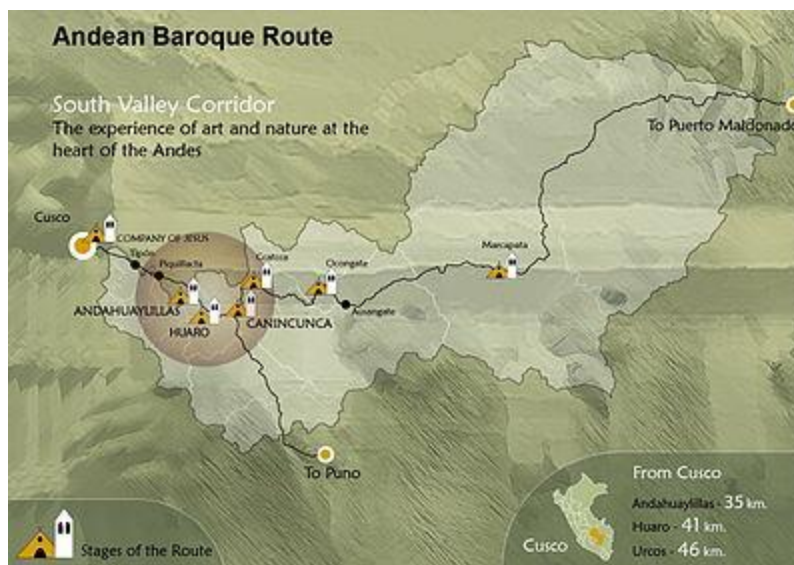 Andean Baroque Route
South Valley Corridor
The experience of art and nature at the
heart of the Andes
To Puerto Maldonado
Cusco
COMPANY OF JESUS
Tipón
Piquillacta
Ccatcca
Ocongate
Marcapata
ANDAHUAYLILLAS
HUARO
CANINCUNCA
Ausangate
To Puno
Stages of the Route
Cusco
From Cusco
Andahuaylillas - 35 km.
Huaro - 41 km.
Urcos - 46 km.